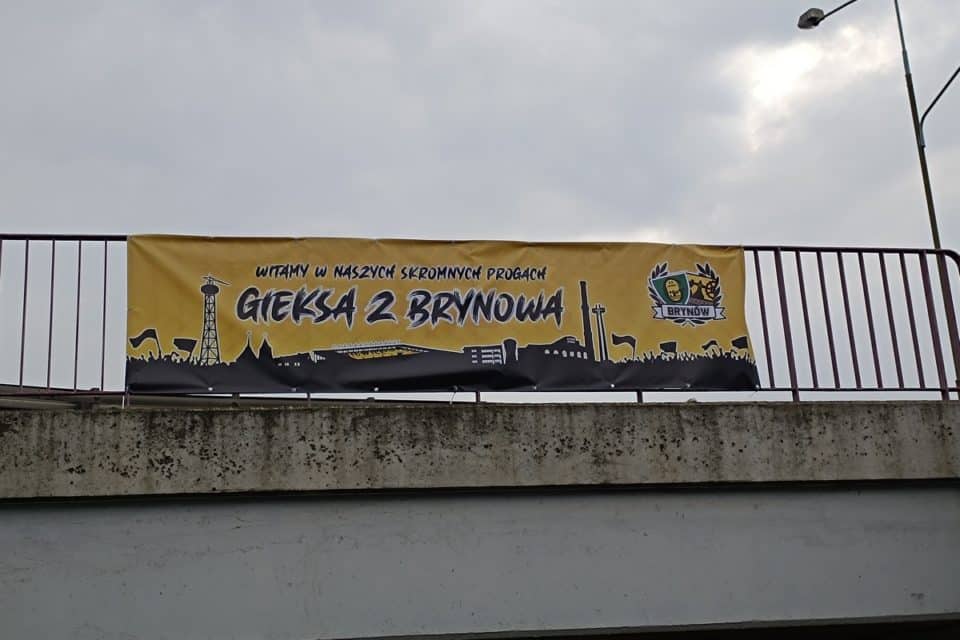 WITAMY W NASZYCH SKROMNYCH PROGACH
GIEKSA Z BRYNOWA
BRYNÓW